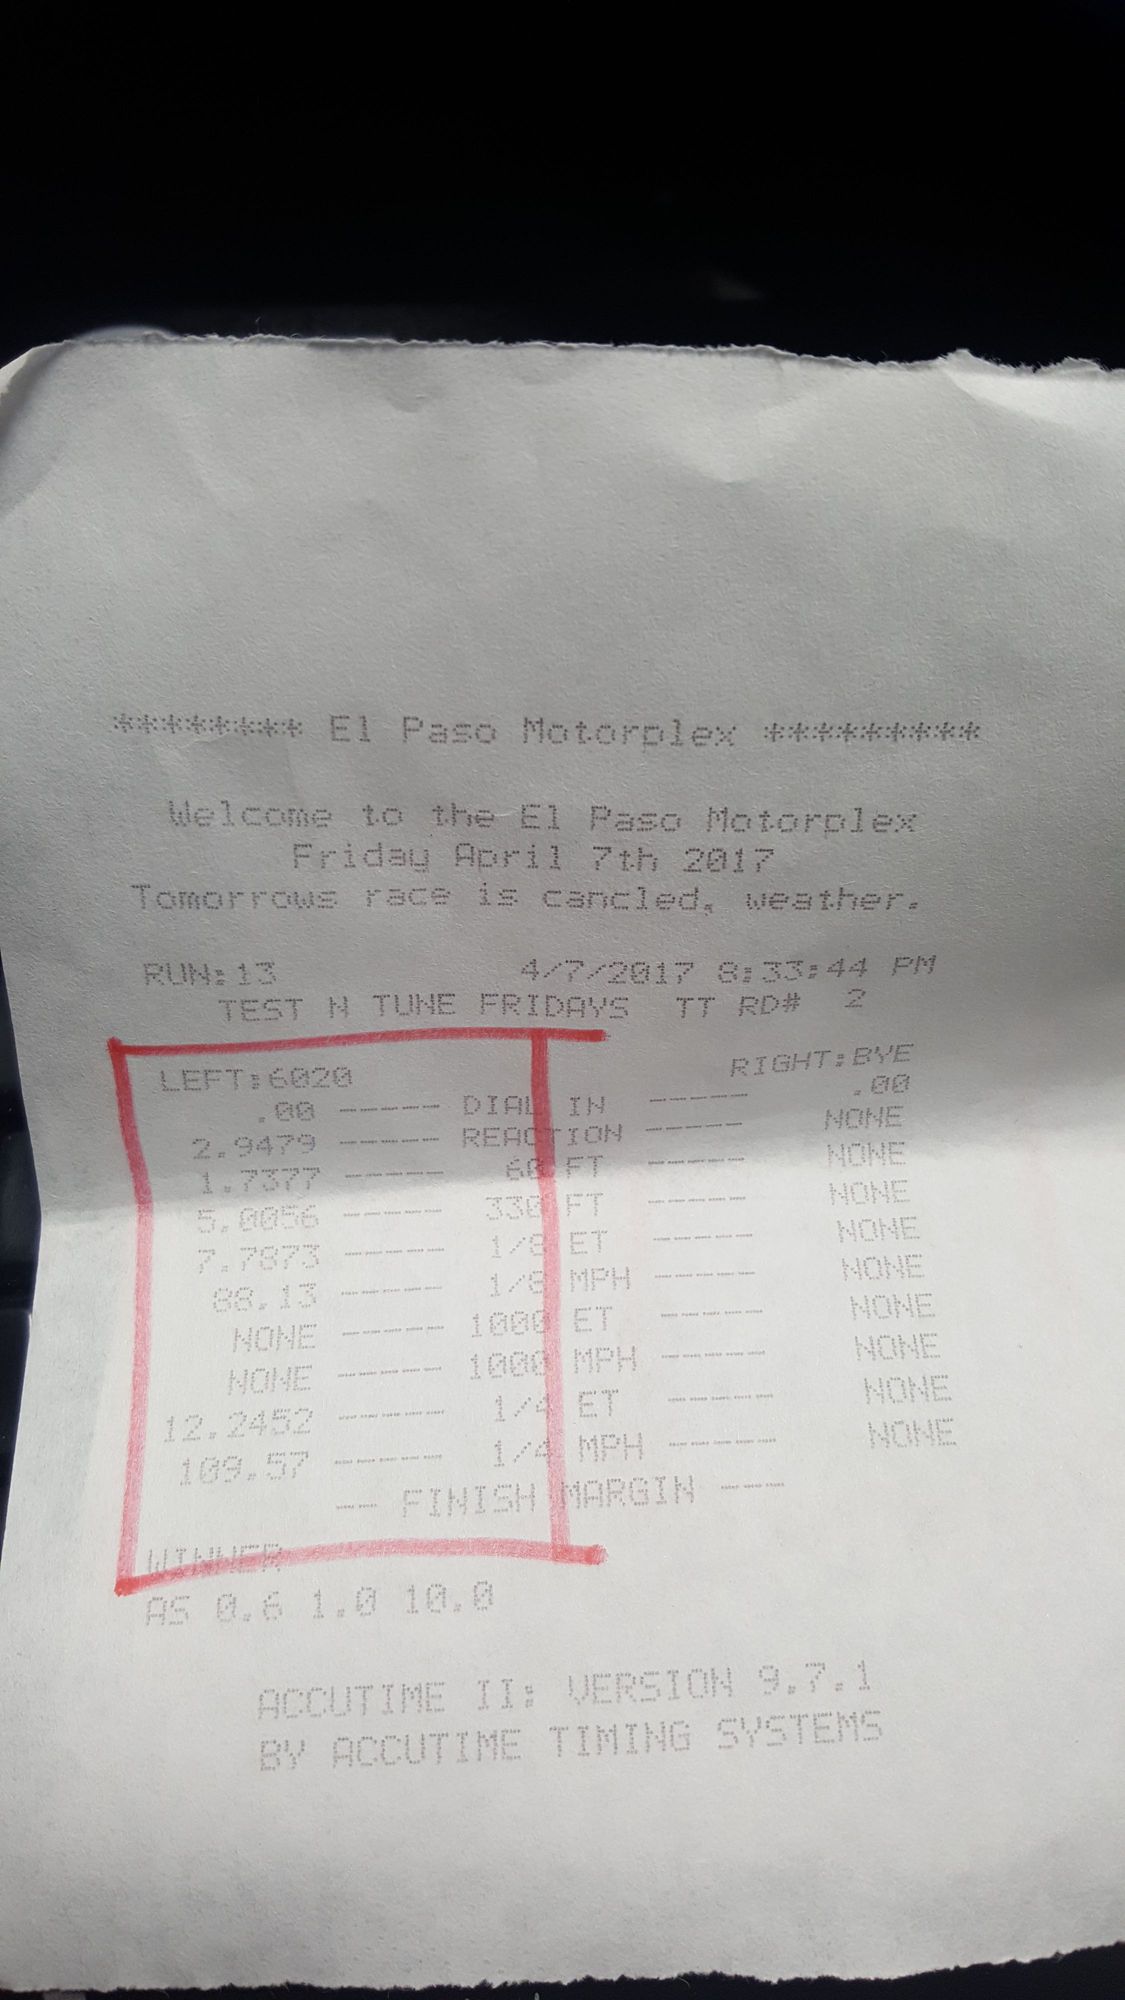 ******** El Paso Motorplex *********
Welcome to the El Paso Motorplex
Friday April 7th 2017
Tomorrows race is cancled, weather.
RUN:13 4/7/2017 8:33:44 PM
TEST N TUNE FRIDAYS TT RD# 2
LEFT:6020 RIGHT:BYE
.00 ----- DIAL IN ----- .00
2.9479 ----- REACTION ----- NONE
1.7377 ----- 60 FT ----- NONE
5.0056 ----- 330 FT ----- NONE
7.7873 ----- 1/8 ET ----- NONE
88.13 ----- 1/8 MPH ----- NONE
NONE ----- 1000 ET ----- NONE
NONE ----- 1000 MPH ----- NONE
12.2452 ----- 1/4 ET ----- NONE
109.57 ----- 1/4 MPH ----- NONE
-- FINISH MARGIN ---
WINNER
AS 0.6 1.0 10.0
ACCUTIME II: VERSION 9.7.1
BY ACCUTIME TIMING SYSTEMS